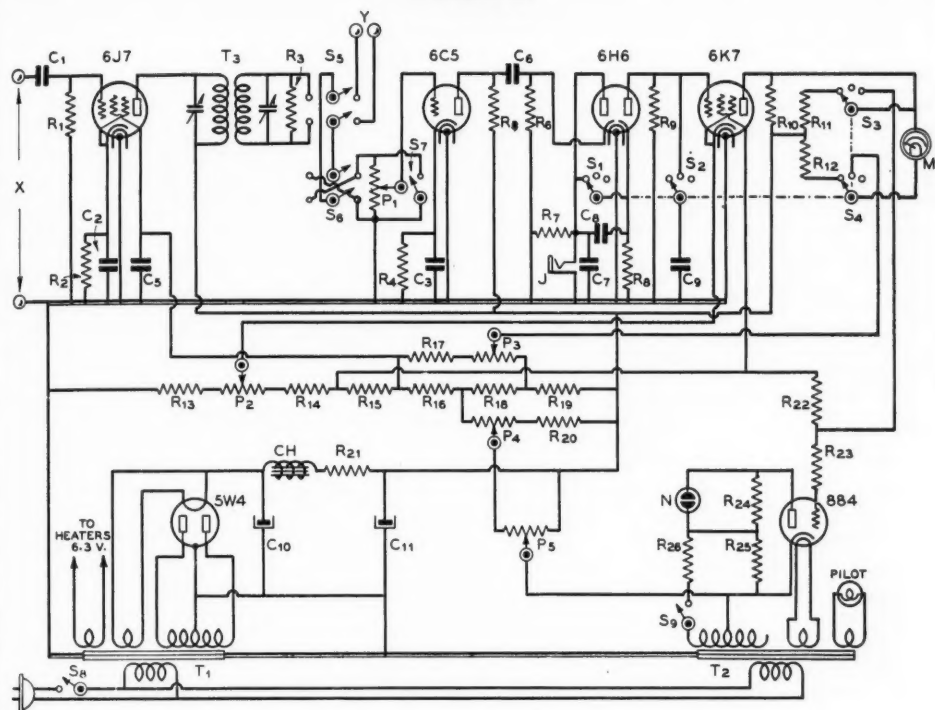 Y
C1
6J7
T3
R3
S5
6C5
C6
6H6
6K7
R1
R8
R6
R9
R10
R11
S3
M
X
S7
S1
S2
R12
S4
P1
S6
C2
R2
C5
R4
C3
R7
C8
J
C7
R8
C9
R17
P3
R13
P2
R14
R15
R16
R18
R19
R22
P4
R20
R23
CH
R21
5W4
N
R24
884
TO
HEATERS
6.3 V.
C10
C11
P5
R26
R25
PILOT
S9
S8
T1
T2